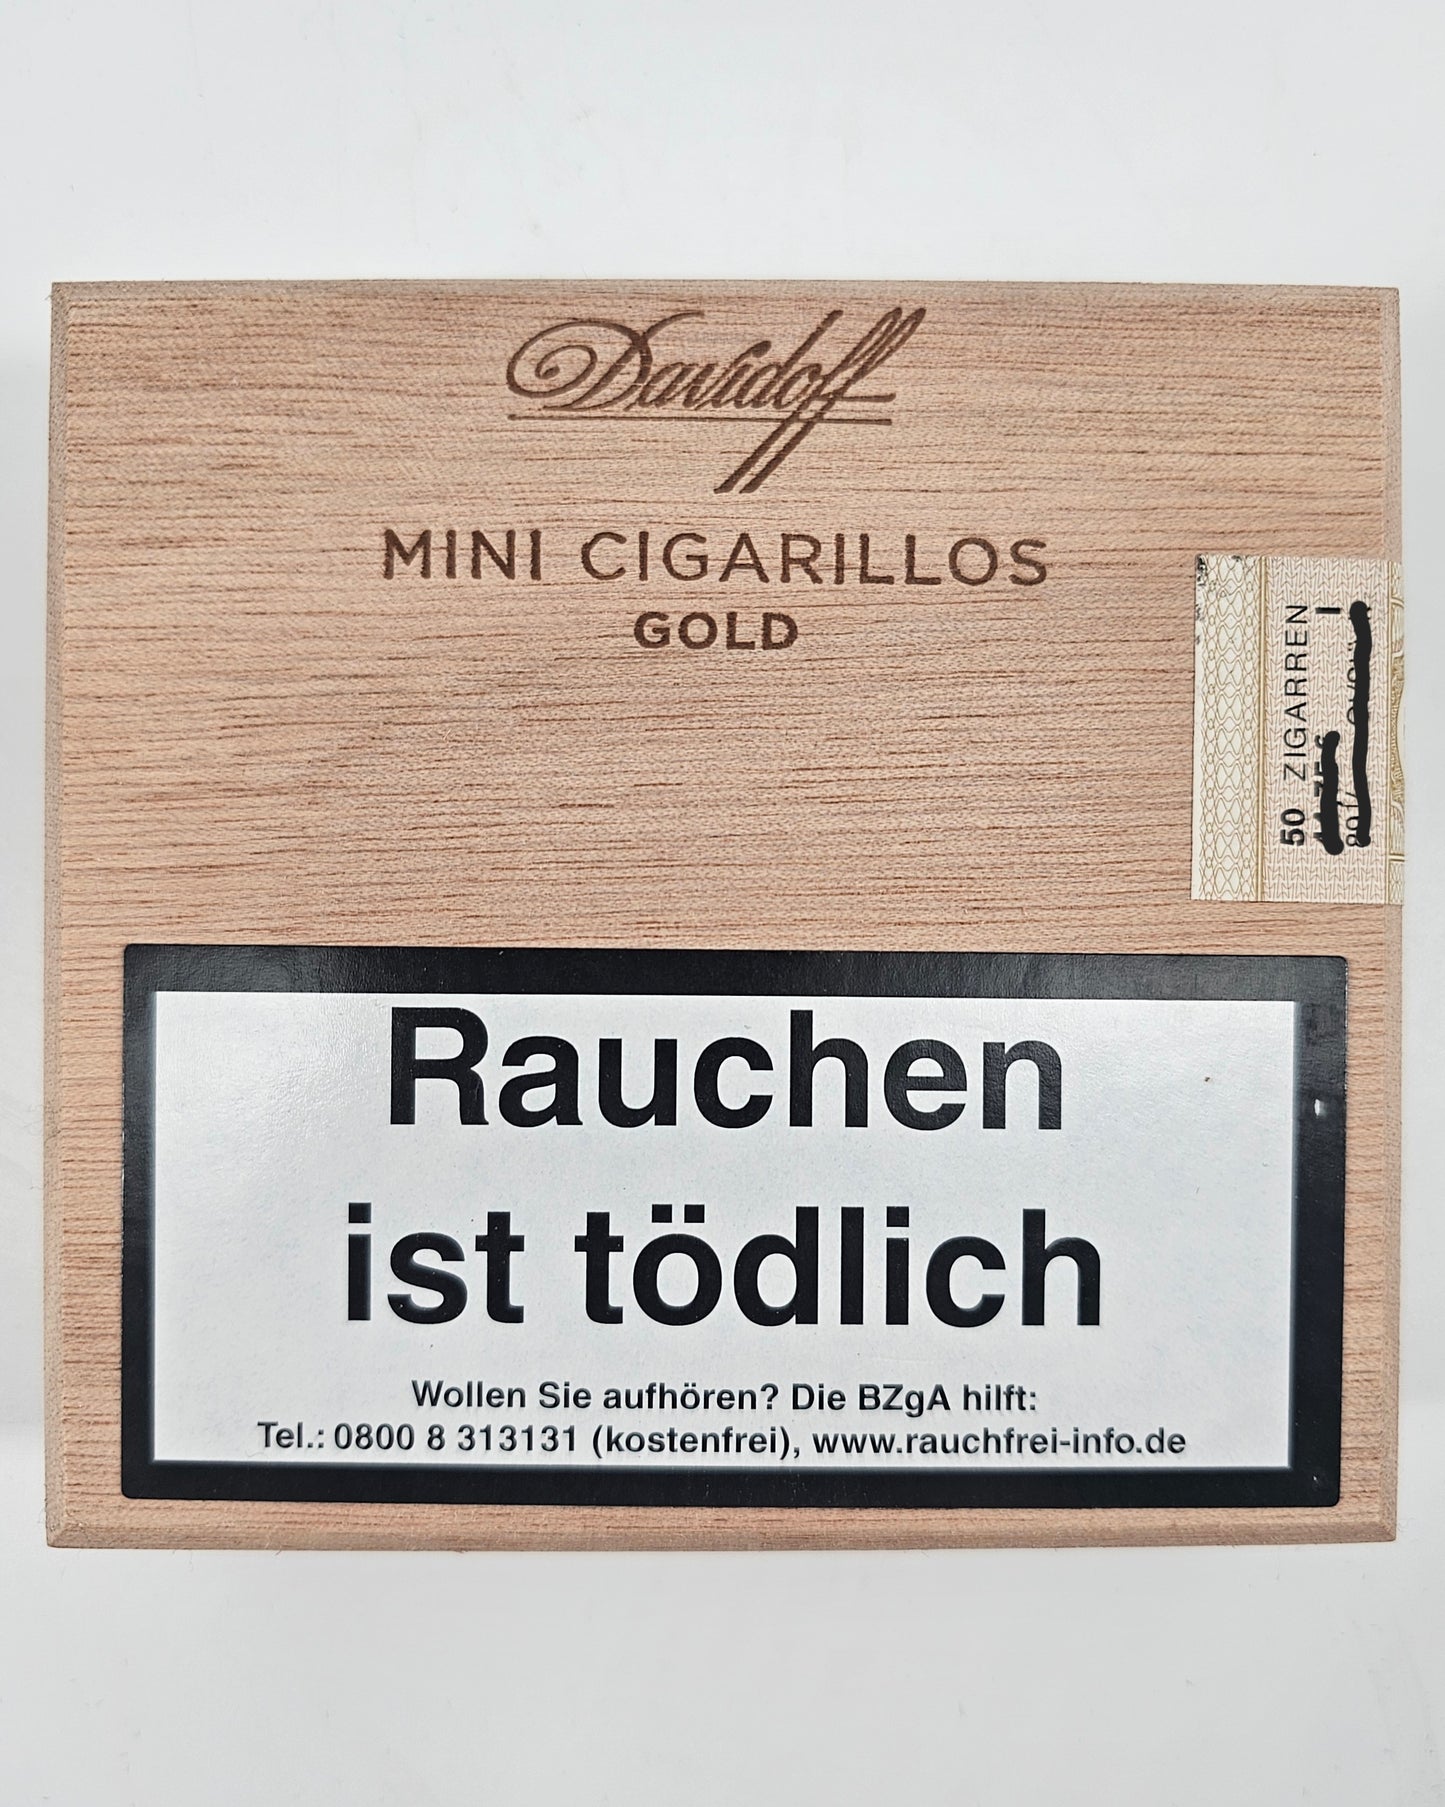 Davidoff
MINI CIGARILLOS
GOLD
50 ZIGARREN
Rauchen
ist tödlich
Wollen Sie aufhören? Die BZgA hilft:
Tel.: 0800 8 313131 (kostenfrei), www.rauchfrei-info.de